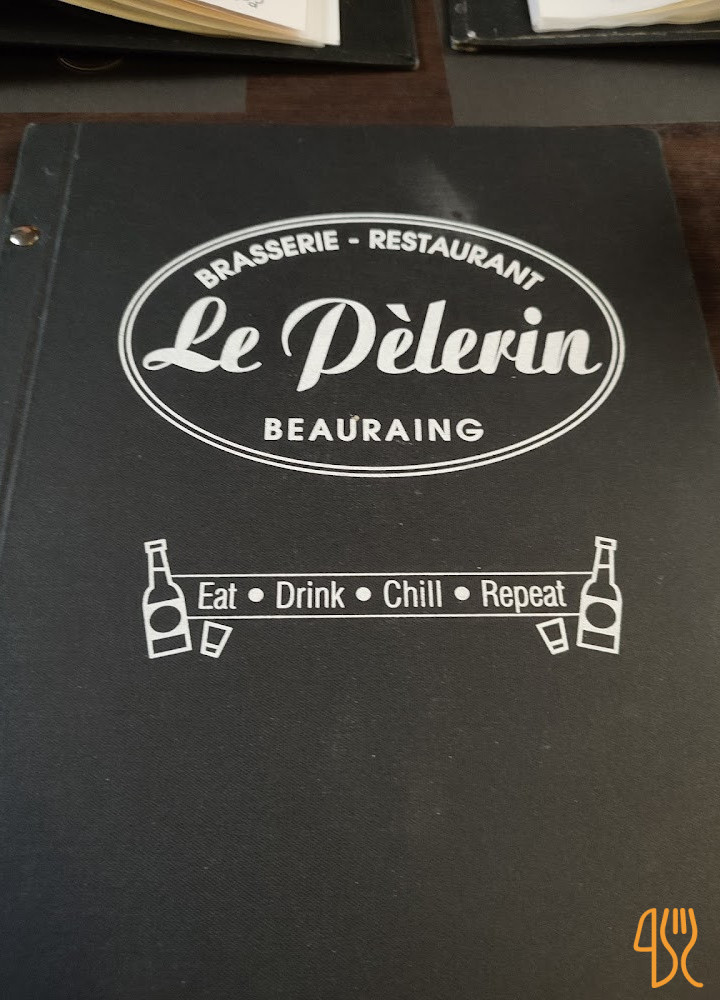 BRASSERIE - RESTAURANT
Le Pèlerin
BEAURAING
Eat • Drink • Chill • Repeat